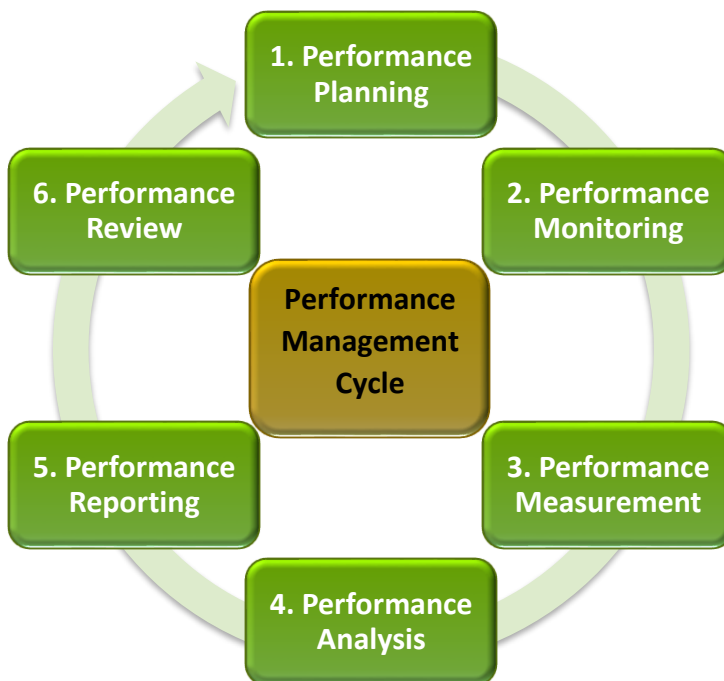 1. Performance
Planning
2. Performance
Monitoring
3. Performance
Measurement
4. Performance
Analysis
5. Performance
Reporting
6. Performance
Review
Performance
Management
Cycle